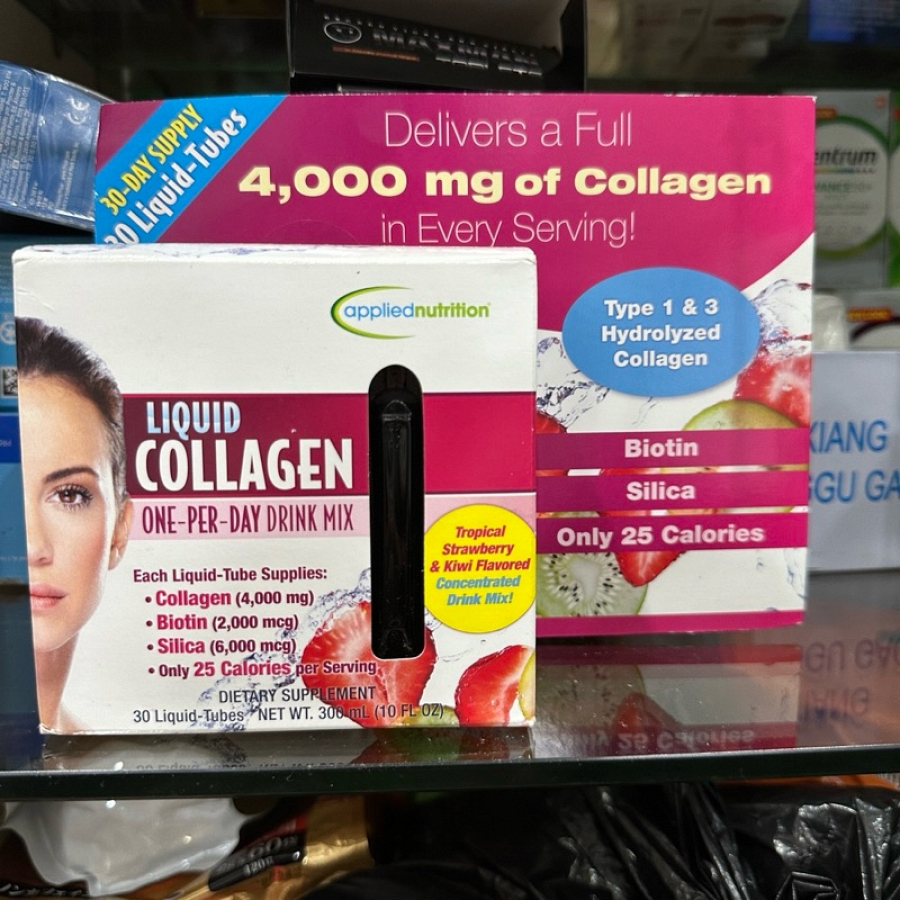 30-DAY SUPPLY
30 Liquid-Tubes
Delivers a Full
4,000 mg of Collagen
in Every Serving!
Type 1 & 3
Hydrolyzed
Collagen
Biotin
Silica
Only 25 Calories
appliednutrition
LIQUID
COLLAGEN
ONE-PER-DAY DRINK MIX
Tropical
Strawberry
& Kiwi Flavored
Concentrated
Drink Mix!
Each Liquid-Tube Supplies:
• Collagen (4,000 mg)
• Biotin (2,000 mcg)
• Silica (6,000 mcg)
• Only 25 Calories per Serving
DIETARY SUPPLEMENT
30 Liquid-Tubes NET WT. 300 mL (10 FL OZ)
entrum
XIANG
GGU GA